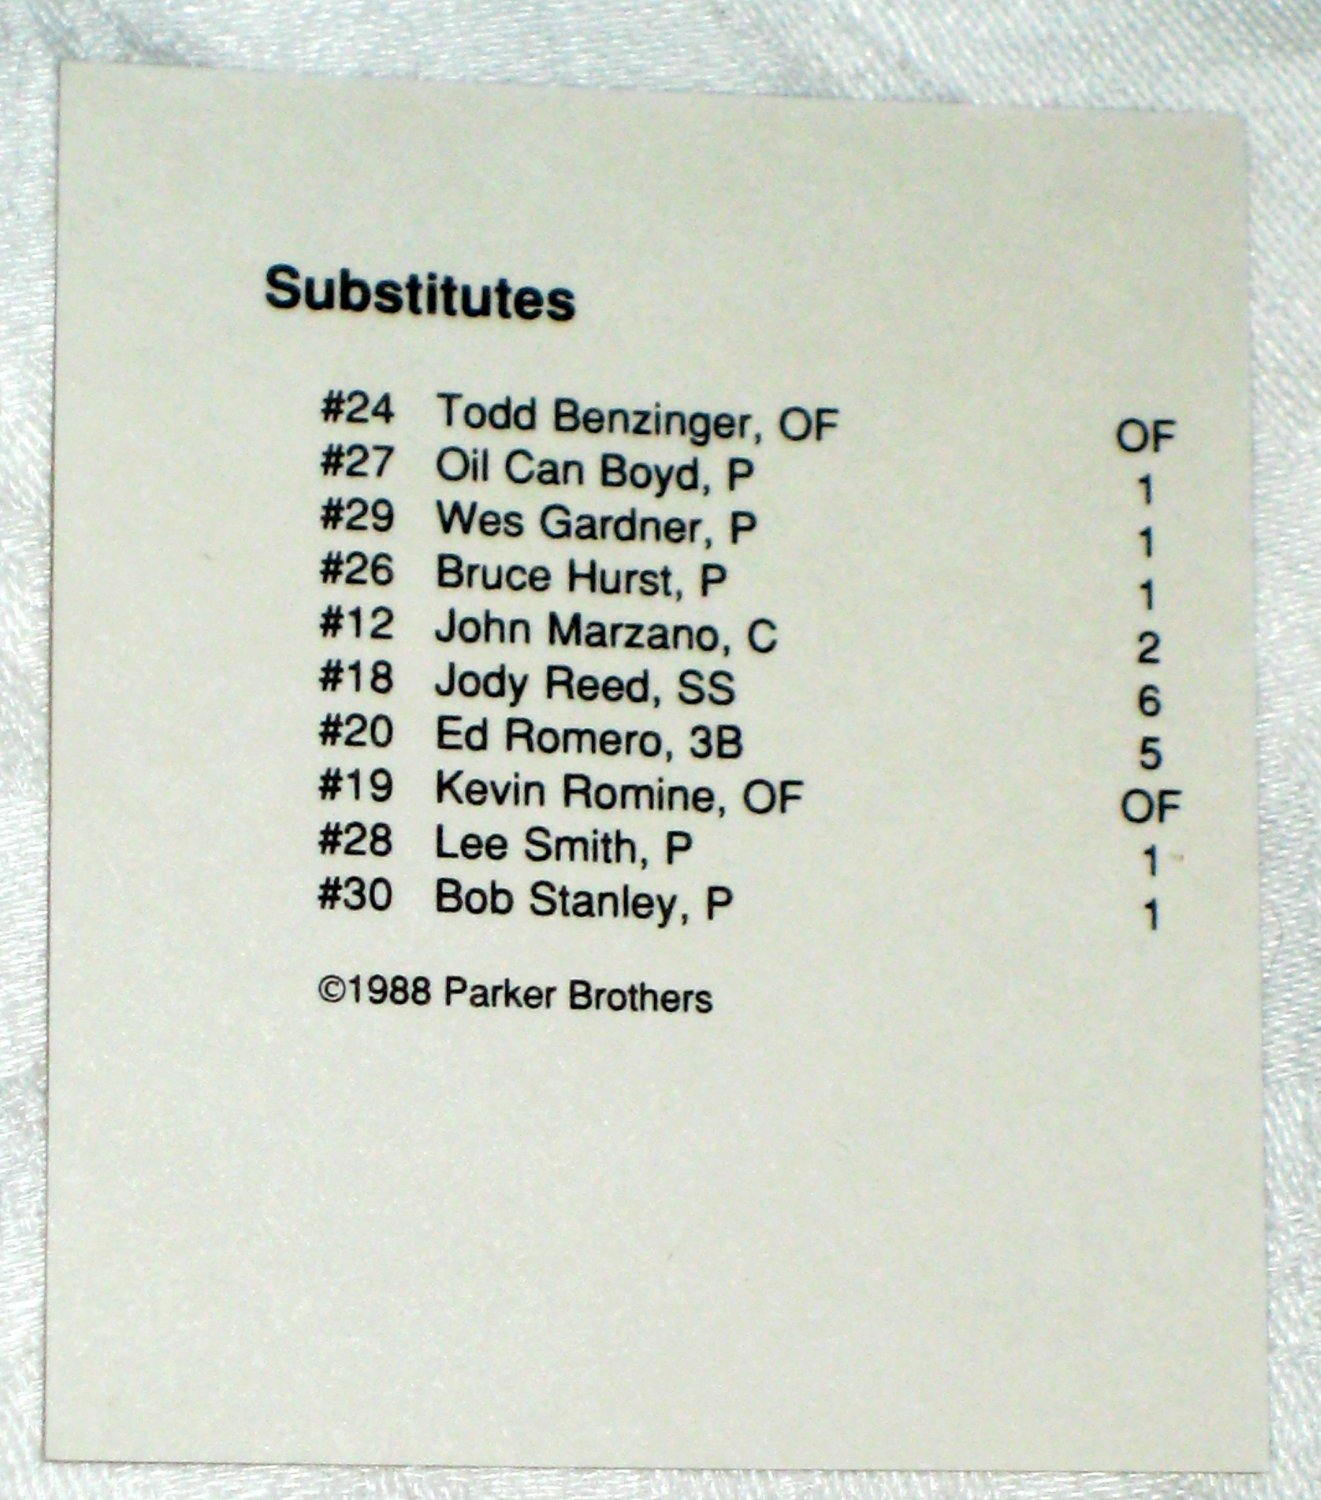 Substitutes
#24 Todd Benzinger, OF OF
#27 Oil Can Boyd, P 1
#29 Wes Gardner, P 1
#26 Bruce Hurst, P 1
#12 John Marzano, C 2
#18 Jody Reed, SS 6
#20 Ed Romero, 3B 5
#19 Kevin Romine, OF OF
#28 Lee Smith, P 1
#30 Bob Stanley, P 1
©1988 Parker Brothers